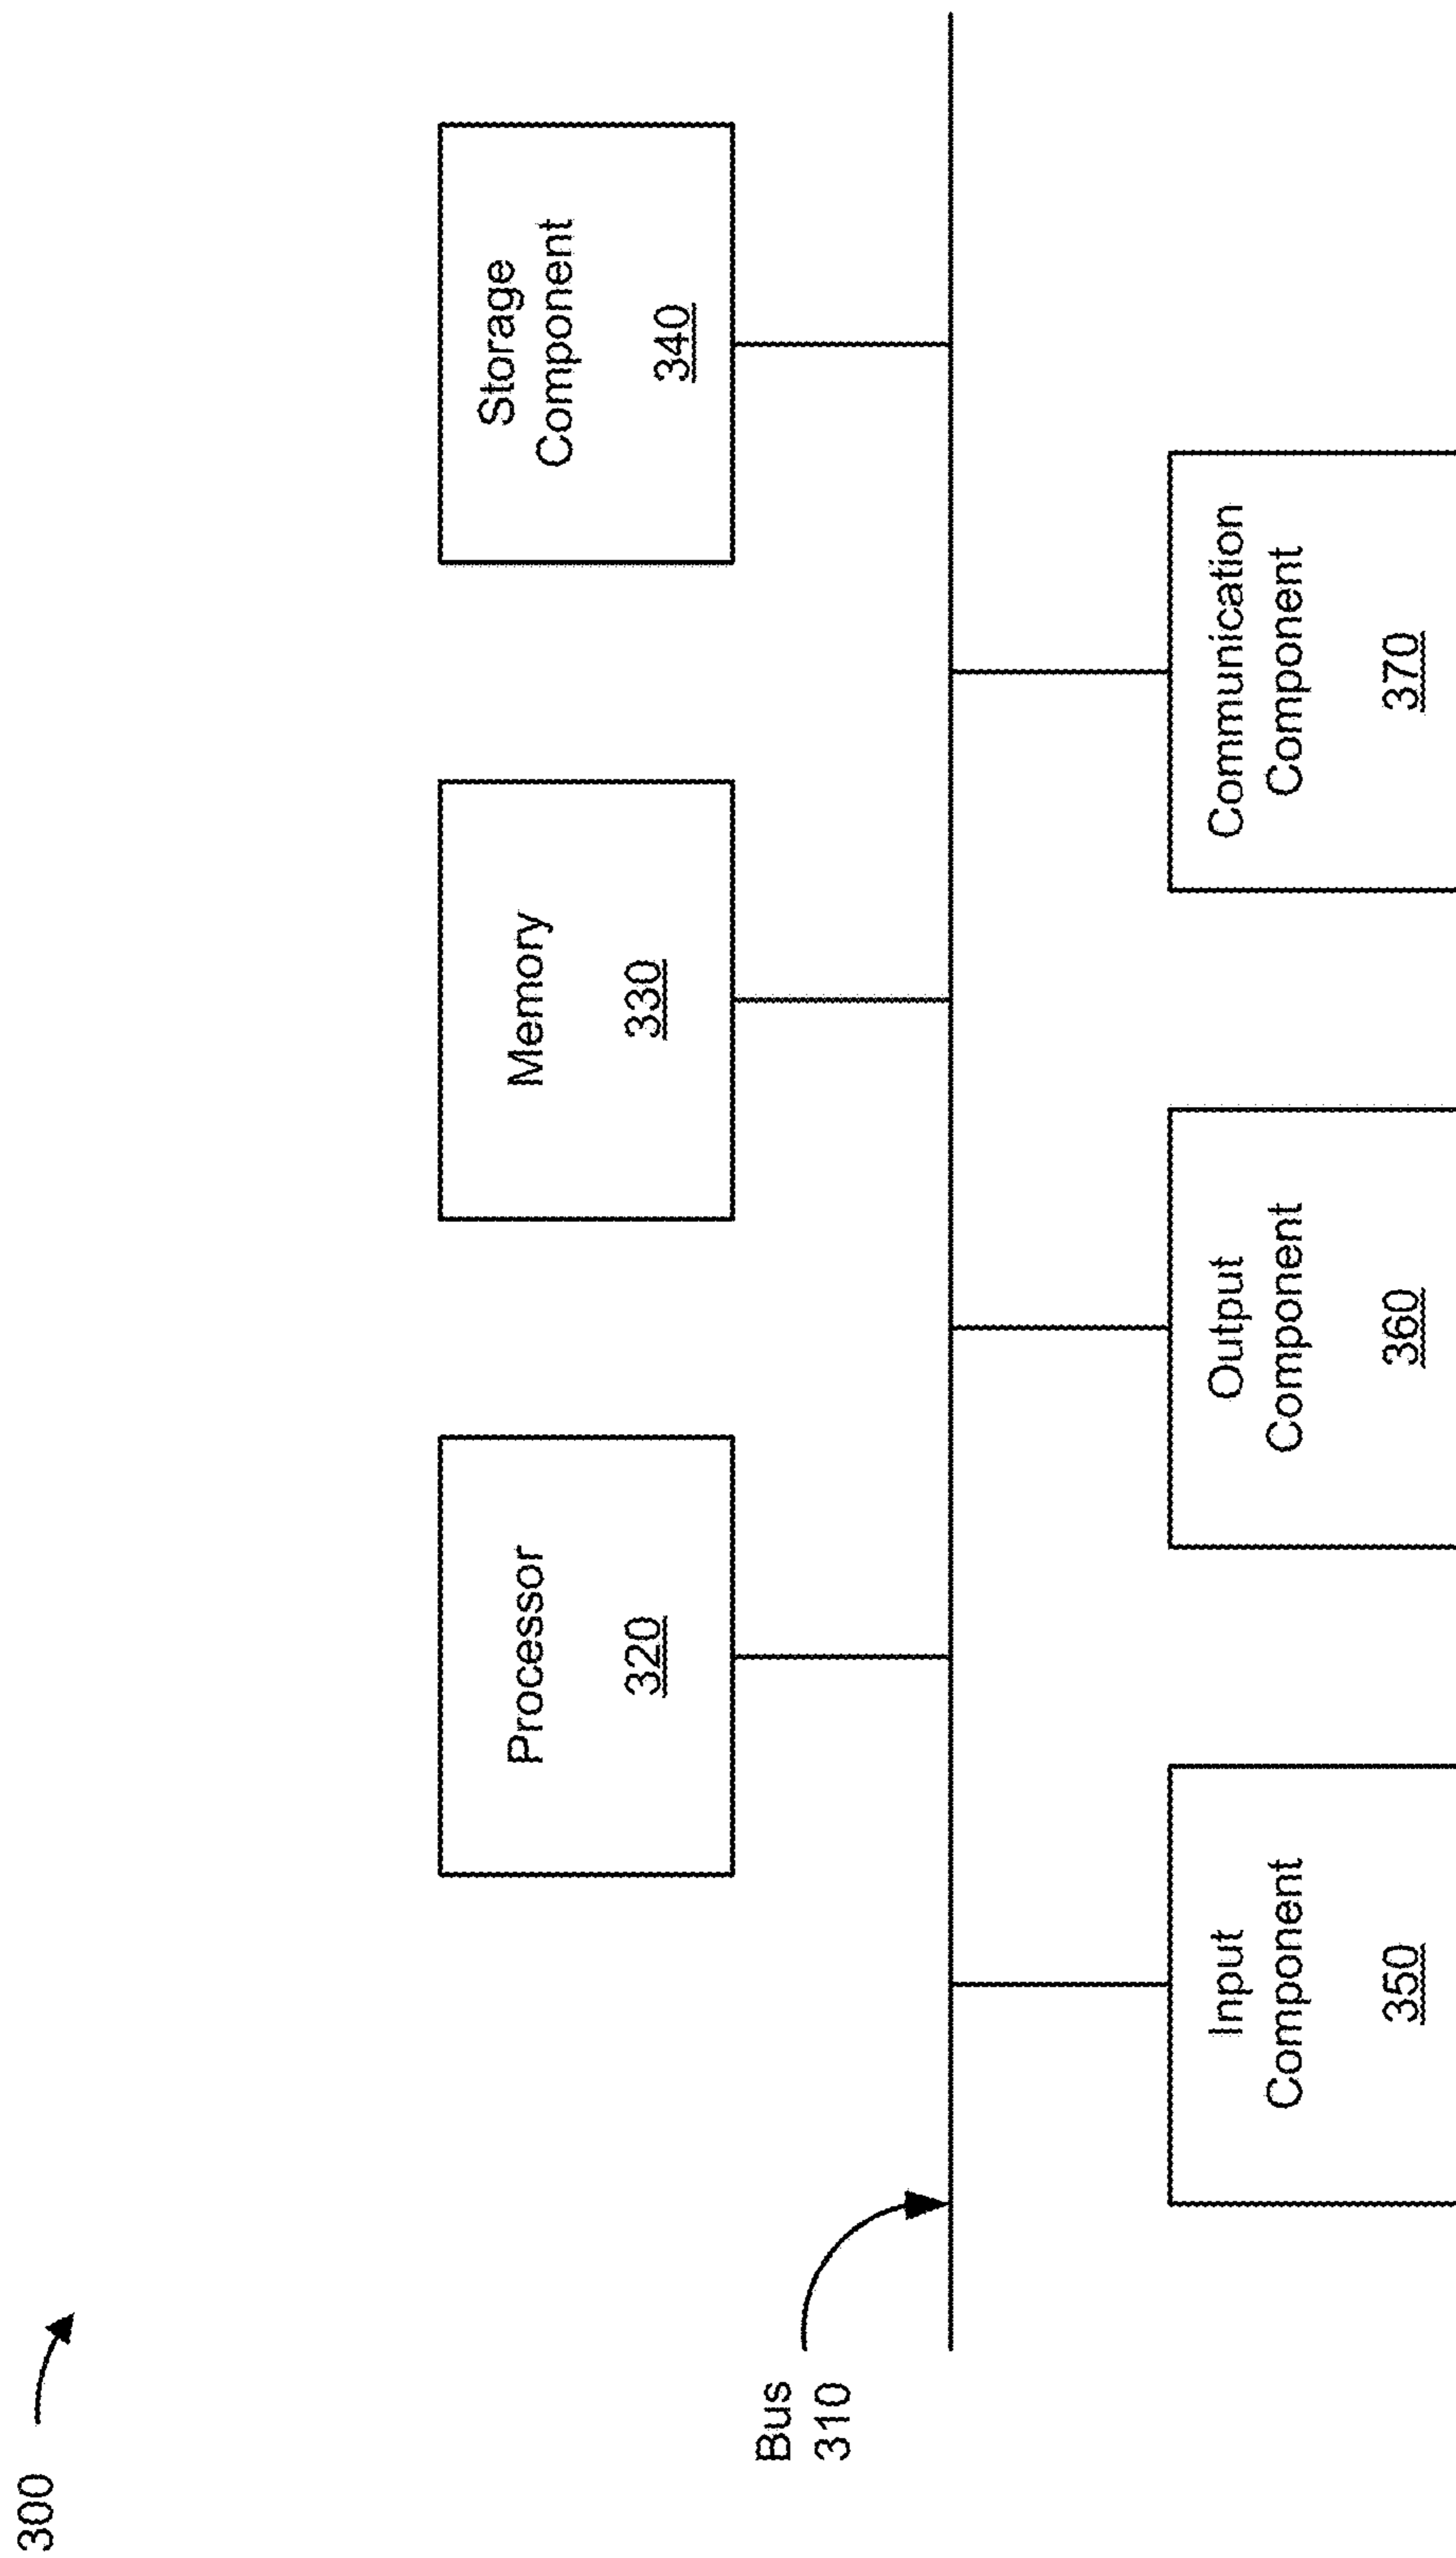 300
Processor
320
Memory
330
Storage
Component
340
Bus
310
Input
Component
350
Output
Component
360
Communication
Component
370